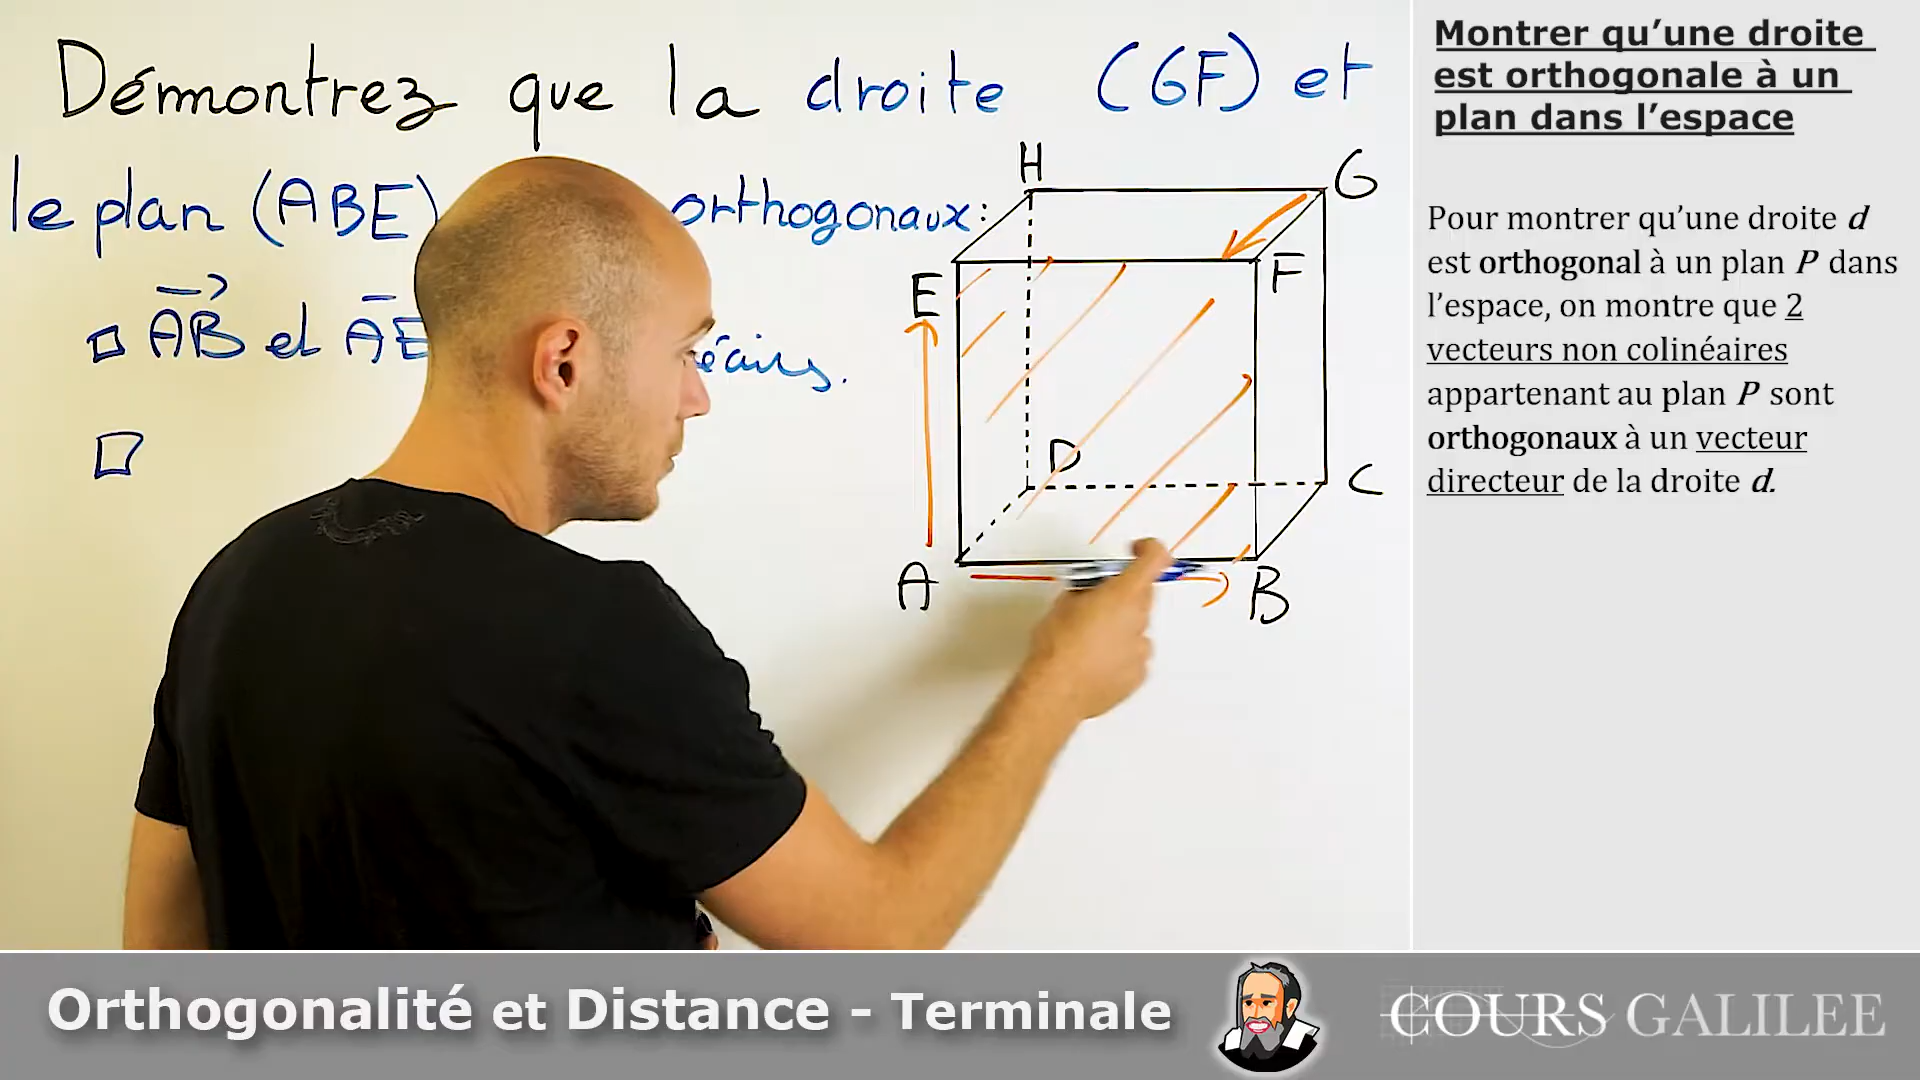 Démontrez que la droite (GF) et
le plan (ABE) orthogonaux:
AB et AE
H
G
E
F
D
C
A
B
Montrer qu’une droite
est orthogonale à un
plan dans l’espace
Pour montrer qu’une droite d
est orthogonal à un plan P dans
l’espace, on montre que 2
vecteurs non colinéaires
appartenant au plan P sont
orthogonaux à un vecteur
directeur de la droite d.
Orthogonalité et Distance - Terminale
COURS GALILEE